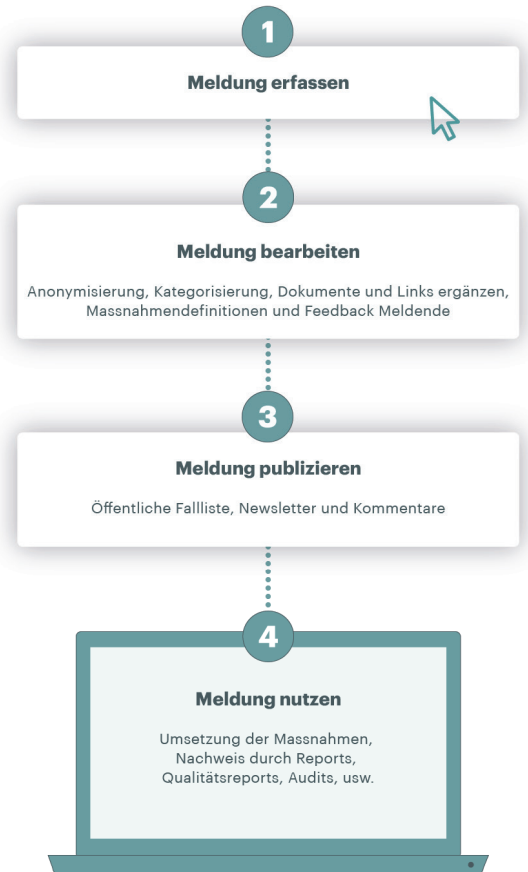 1
Meldung erfassen
2
Meldung bearbeiten
Anonymisierung, Kategorisierung, Dokumente und Links ergänzen,
Massnahmendefinitionen und Feedback Meldende
3
Meldung publizieren
Öffentliche Fallliste, Newsletter und Kommentare
4
Meldung nutzen
Umsetzung der Massnahmen,
Nachweis durch Reports,
Qualitätsreports, Audits, usw.